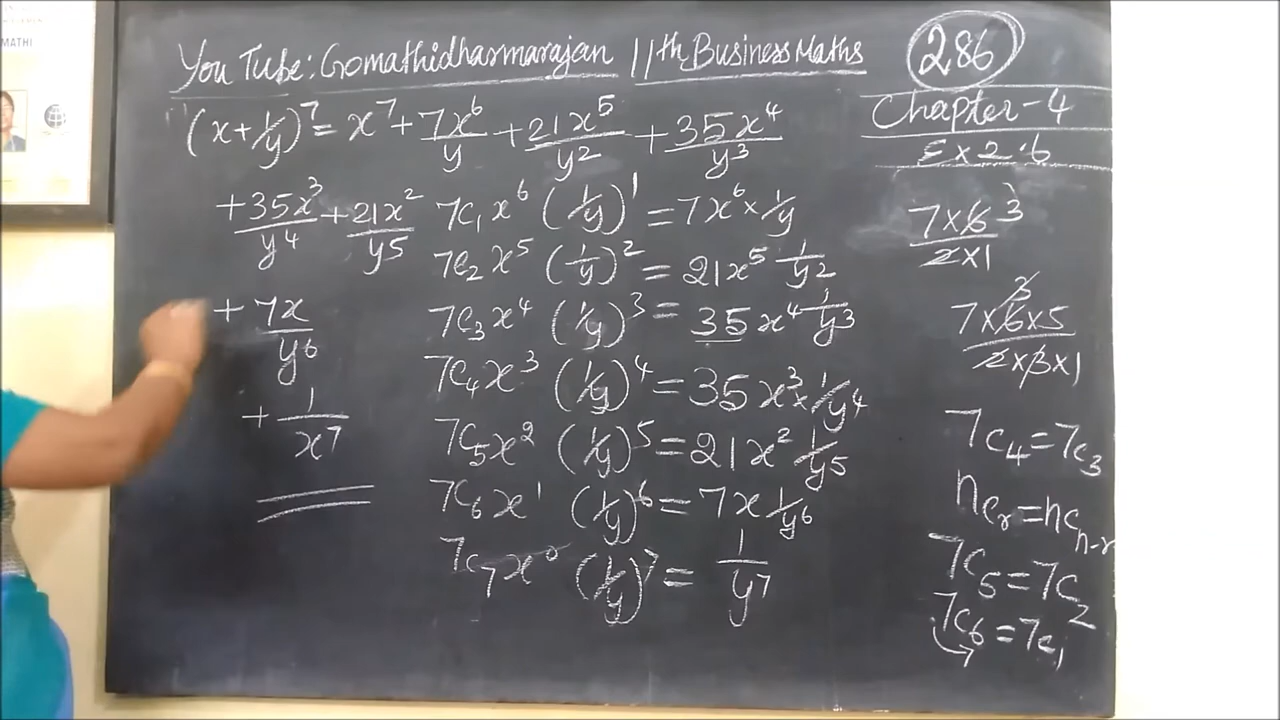 MATHI
You Tube: Gomathidharmarajan 11th Business Maths
286
Chapter-4
Ex 2.6
(x+1/y)^7 = x^7 + 7x^6/y + 21x^5/y^2 + 35x^4/y^3
+ 35x^3/y^4 + 21x^2/y^5
+ 7x/y^6
+ 1/x^7
7c₁ x^6 (1/y)^1 = 7x^6 × 1/y
7c₂ x^5 (1/y)^2 = 21x^5 1/y^2
7c₃ x^4 (1/y)^3 = 35 x^4 1/y^3
7c₄ x^3 (1/y)^4 = 35 x^3 × 1/y^4
7c₅ x^2 (1/y)^5 = 21x^2 1/y^5
7c₆ x^1 (1/y)^6 = 7x 1/y^6
7c₇ x^0 (1/y)^7 = 1/y^7
7×6 3
2×1
3
7×6×5
2×3×1
7c₄ = 7c₃
nCr = nCn-r
7c₅ = 7c₂
7c₆ = 7c₁